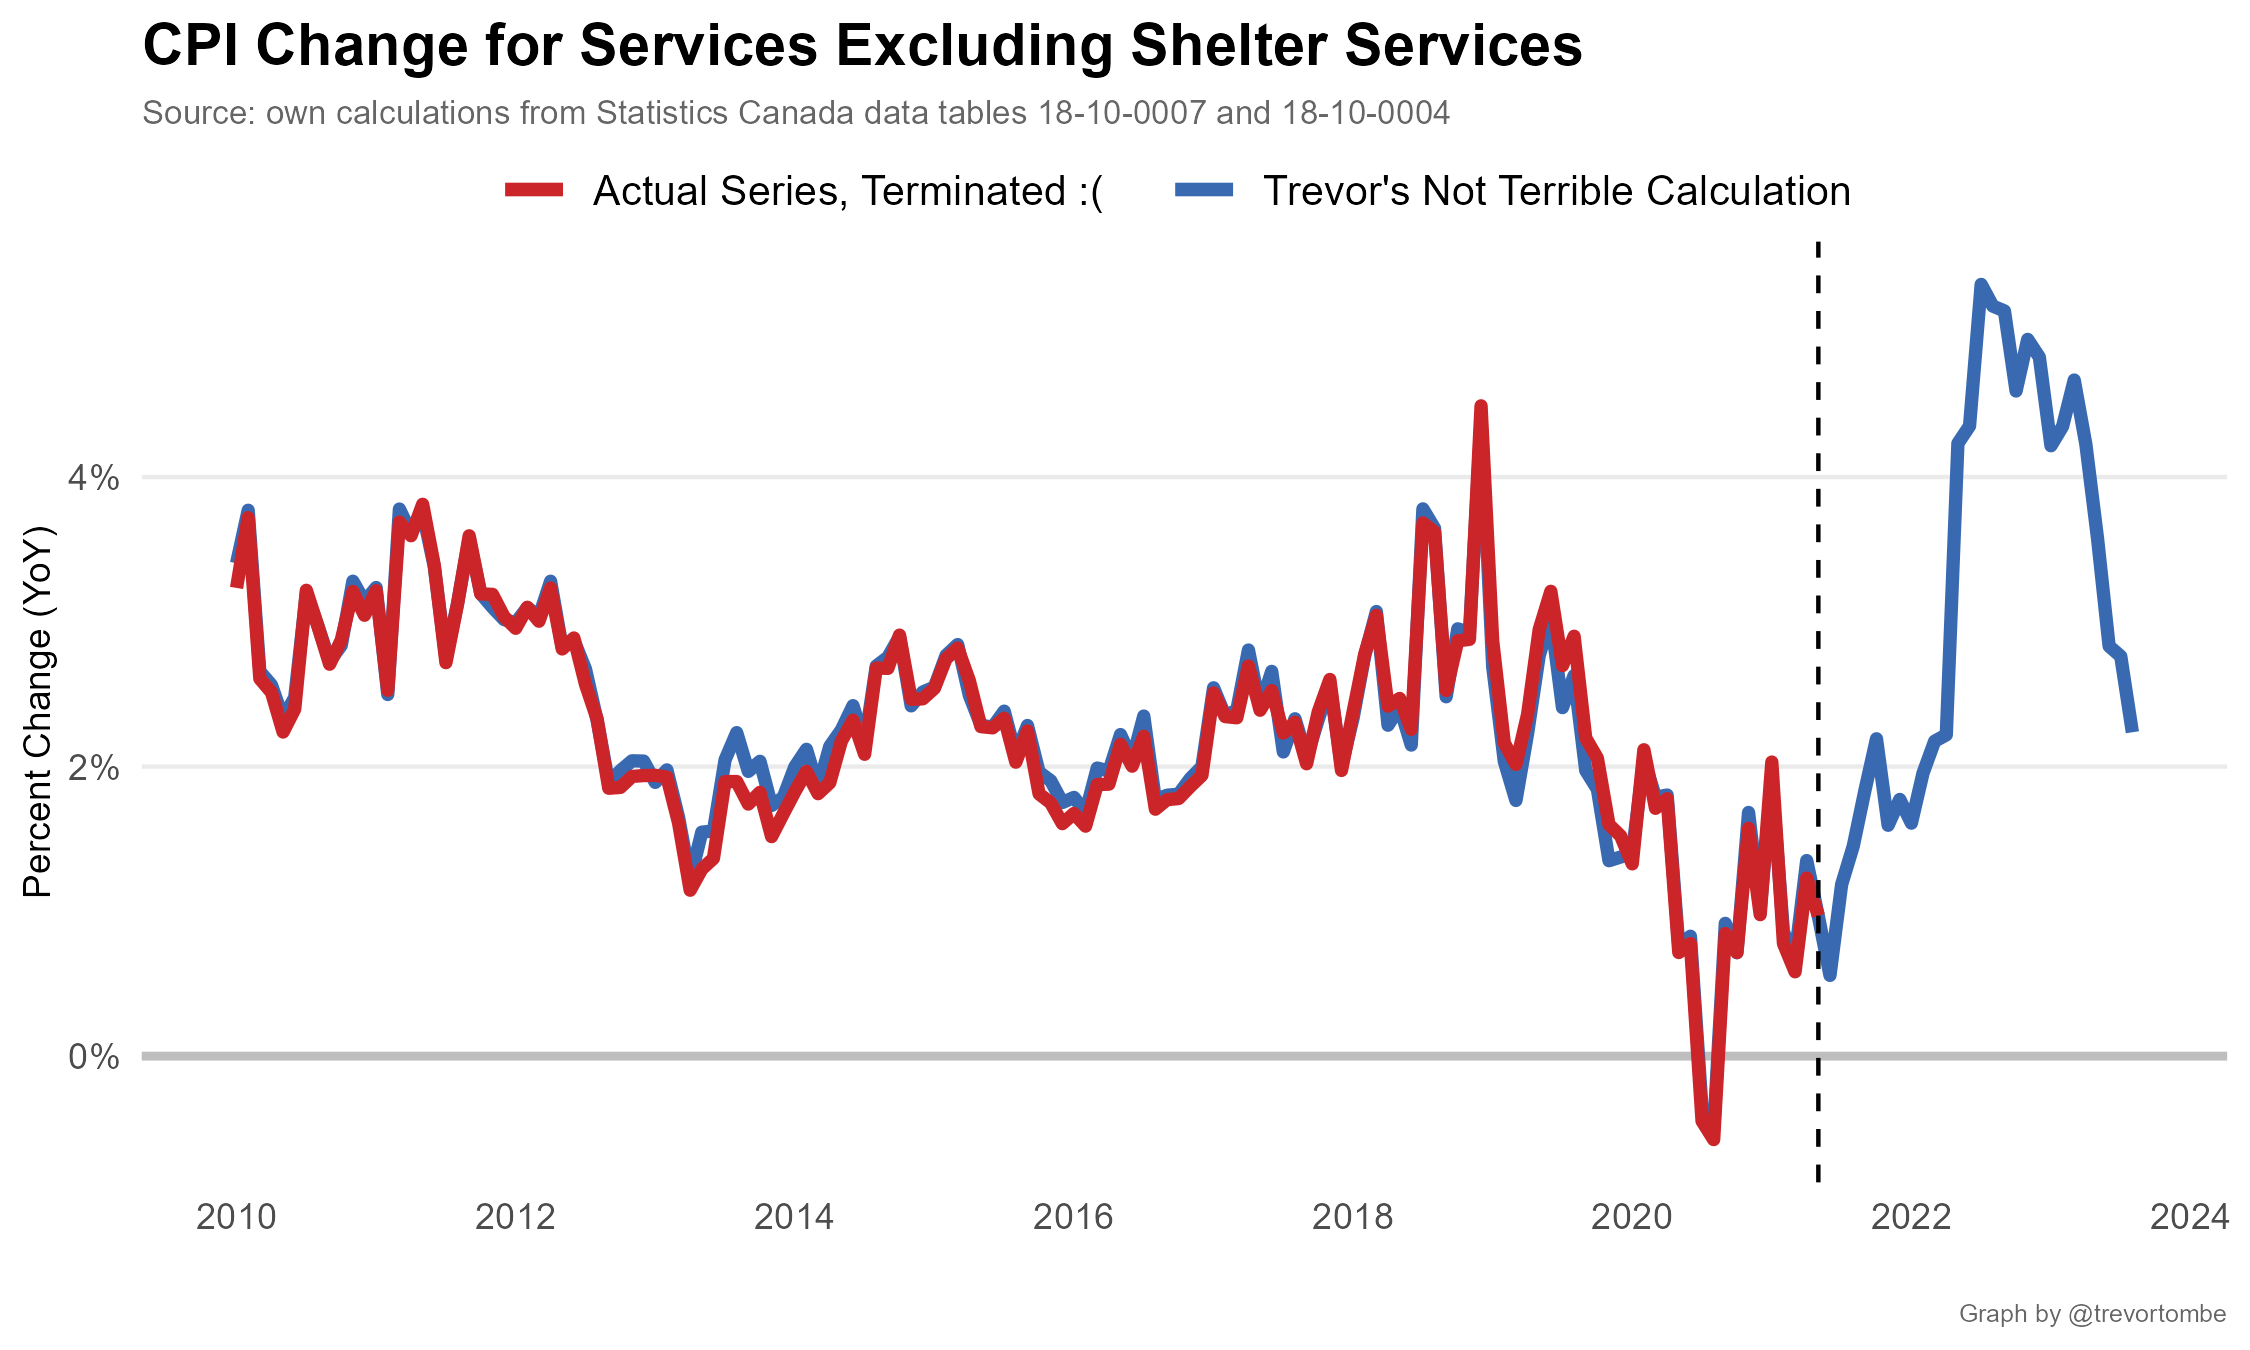 CPI Change for Services Excluding Shelter Services
Source: own calculations from Statistics Canada data tables 18-10-0007 and 18-10-0004
Actual Series, Terminated :(
Trevor's Not Terrible Calculation
Percent Change (YoY)
4%
2%
0%
2010
2012
2014
2016
2018
2020
2022
2024
Graph by @trevortombe